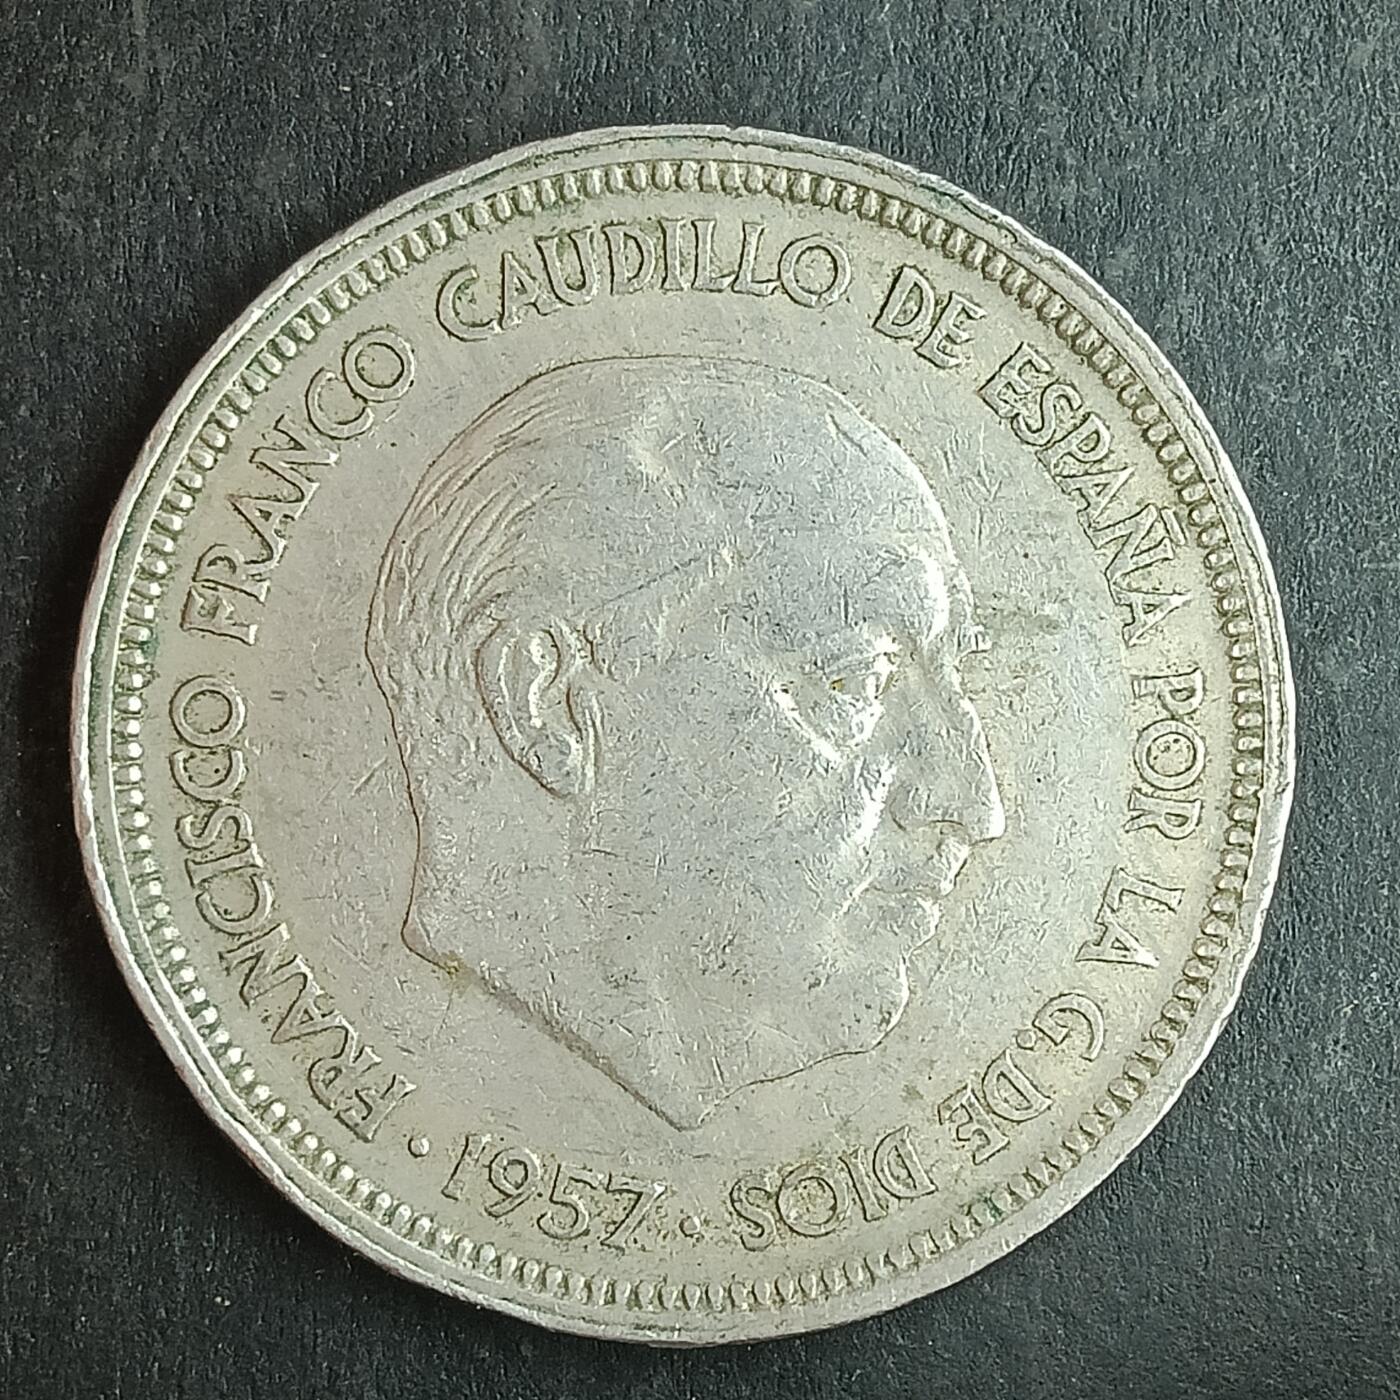 FRANCISCO FRANCO CAUDILLO DE ESPAÑA POR LA G.DE DIOS
· 1957 ·